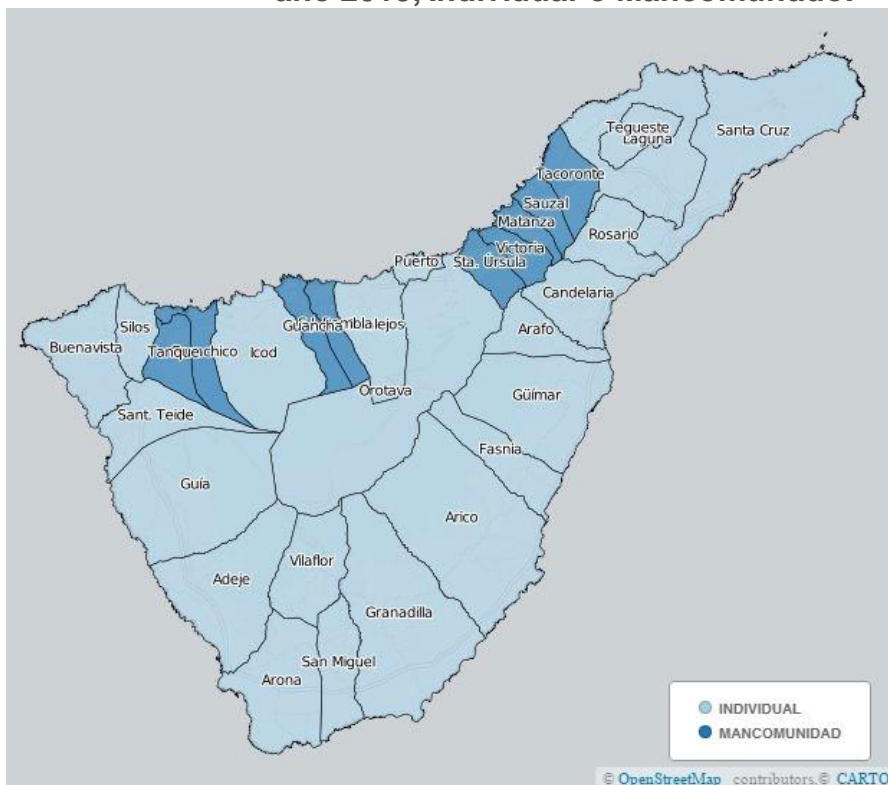 Tegueste
Laguna
Santa Cruz
Tacoronte
Sauzal
Matanza
Rosario
Victoria
Puerto
Sta. Úrsula
Candelaria
Silos
Guancha
Arafo
Buenavista
Icod
Orotava
Güímar
Sant. Teide
Fasnia
Guía
Arico
Vilaflor
Adeje
Granadilla
San Miguel
Arona
INDIVIDUAL
MANCOMUNIDAD
© OpenStreetMap contributors,© CARTO